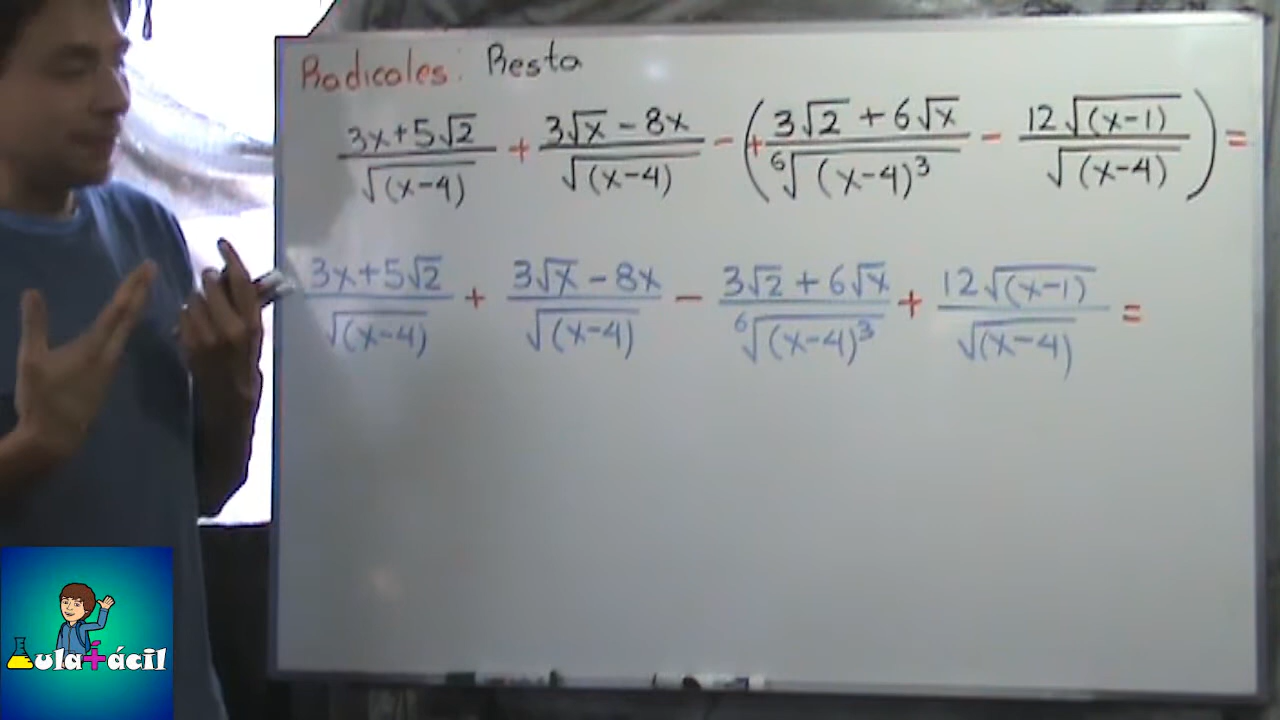 Radicales: Resta
(3x+5√2)/√(x-4) + (3√x - 8x)/√(x-4) - (+(3√2 + 6√x)/⁶√(x-4)³ - 12√(x-1)/√(x-4)) =
(3x+5√2)/√(x-4) + (3√x - 8x)/√(x-4) - (3√2 + 6√x)/⁶√(x-4)³ + 12√(x-1)/√(x-4) =
Aula+ácil